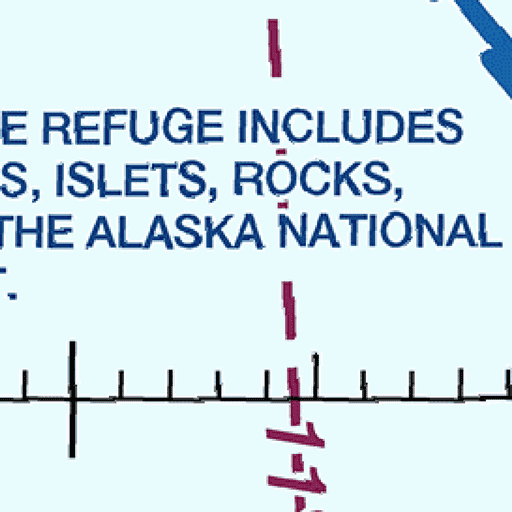 E REFUGE INCLUDES
S, ISLETS, ROCKS,
THE ALASKA NATIONAL